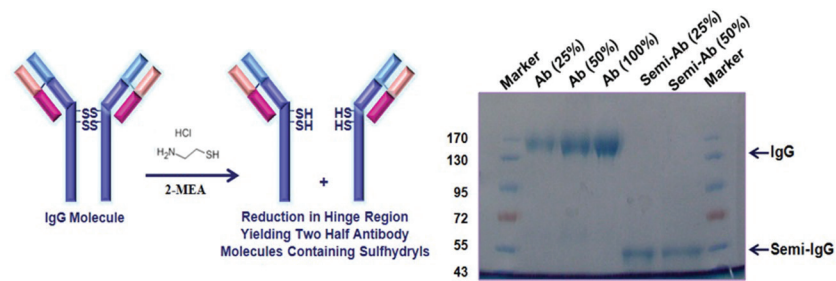 SS
SS
IgG Molecule
HCl
H₂N
SH
2-MEA
SH
SH
HS
HS
+
Reduction in Hinge Region
Yielding Two Half Antibody
Molecules Containing Sulfhydryls
Marker
Ab (25%)
Ab (50%)
Ab (100%)
Semi-Ab (25%)
Semi-Ab (50%)
Marker
170
130
95
72
55
43
IgG
Semi-IgG